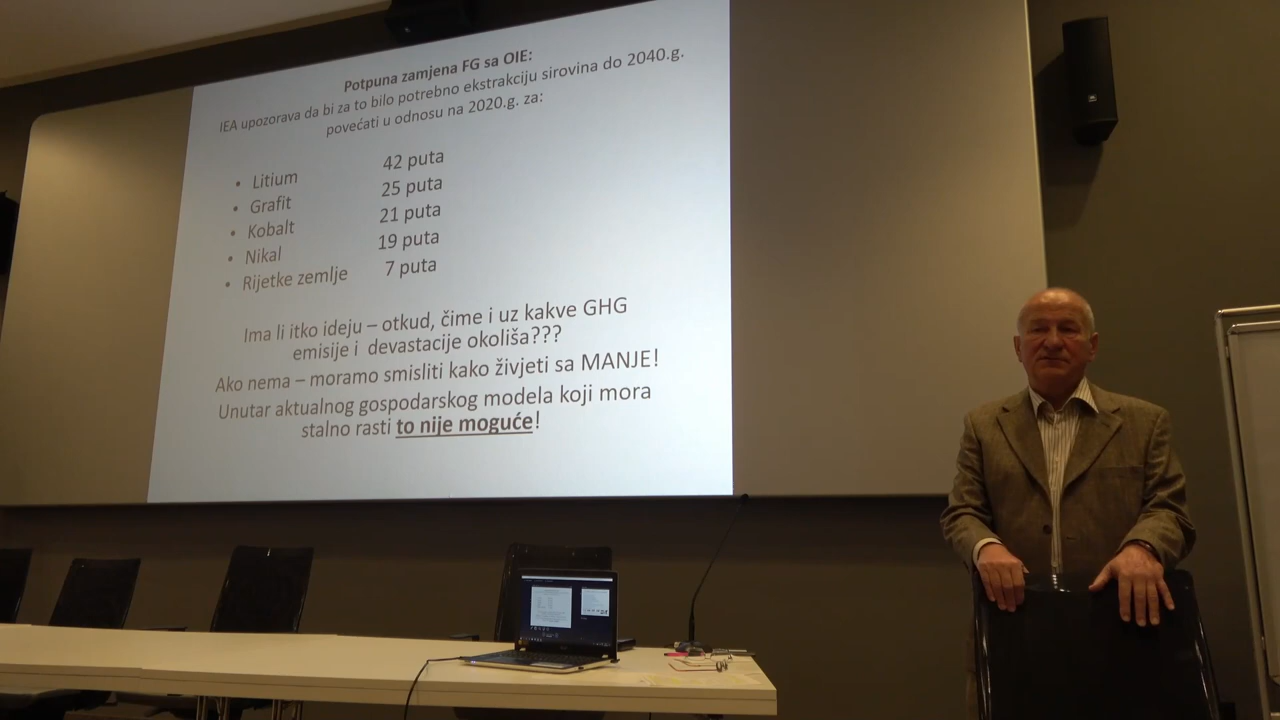 Potpuna zamjena FG sa OIE:
IEA upozorava da bi za to bilo potrebno ekstrakciju sirovina do 2040.g.
povećati u odnosu na 2020.g. za:
• Litium 42 puta
• Grafit 25 puta
• Kobalt 21 puta
• Nikal 19 puta
• Rijetke zemlje 7 puta
Ima li itko ideju – otkud, čime i uz kakve GHG
emisije i devastacije okoliša???
Ako nema – moramo smisliti kako živjeti sa MANJE!
Unutar aktualnog gospodarskog modela koji mora
stalno rasti to nije moguće!